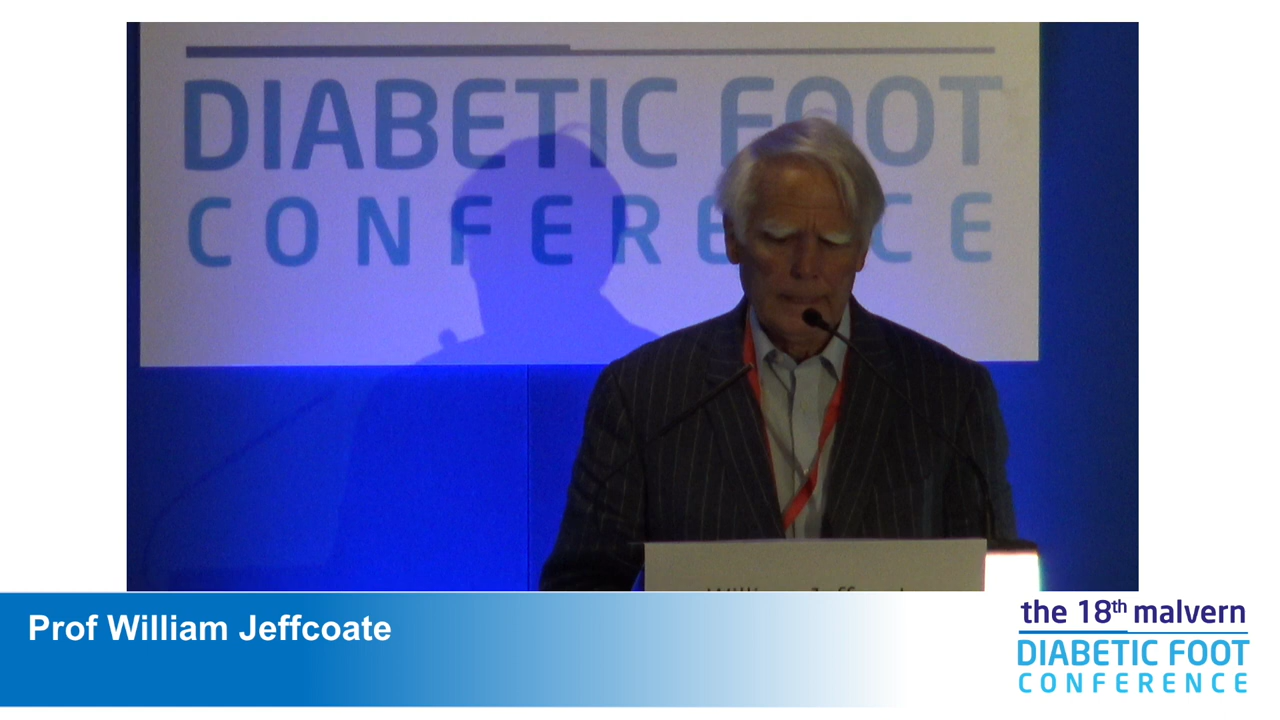 DIABETIC FOOT
CONFERENCE
Prof William Jeffcoate
the 18th malvern
DIABETIC FOOT
CONFERENCE